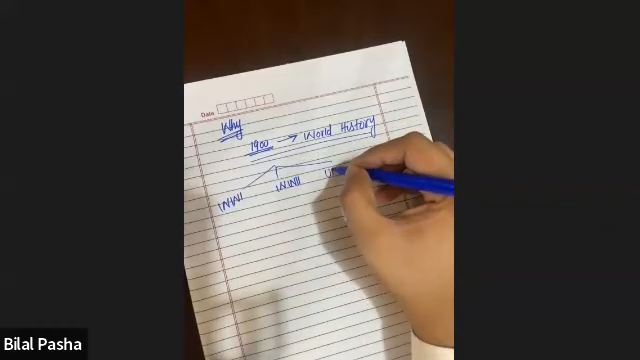 Date
Why
1900 → World History
WWI WWII
Bilal Pasha